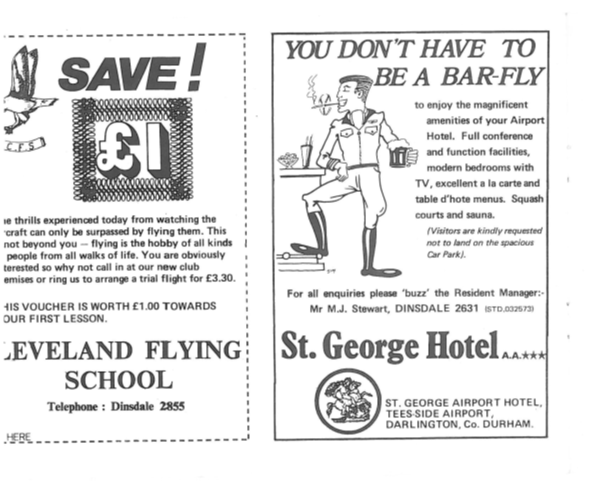 SAVE!
C.F.S.
£1
thrills experienced today from watching the
can only be surpassed by flying them. This
not beyond you — flying is the hobby of all kinds
people from all walks of life. You are obviously
so why not call in at our new club
or ring us to arrange a trial flight for £3.30.
HIS VOUCHER IS WORTH £1.00 TOWARDS
OUR FIRST LESSON.
LEVELAND FLYING
SCHOOL
Telephone : Dinsdale 2855
HERE
YOU DON'T HAVE TO
BE A BAR-FLY
to enjoy the magnificent
amenities of your Airport
Hotel. Full conference
and function facilities,
modern bedrooms with
TV, excellent a la carte and
table d'hote menus. Squash
courts and sauna.
(Visitors are kindly requested
not to land on the spacious
Car Park).
For all enquiries please 'buzz' the Resident Manager:-
Mr M.J. Stewart, DINSDALE 2631 (STD.032573)
St. George Hotel A.A.★★★
ST. GEORGE AIRPORT HOTEL,
TEES-SIDE AIRPORT,
DARLINGTON, Co. DURHAM.